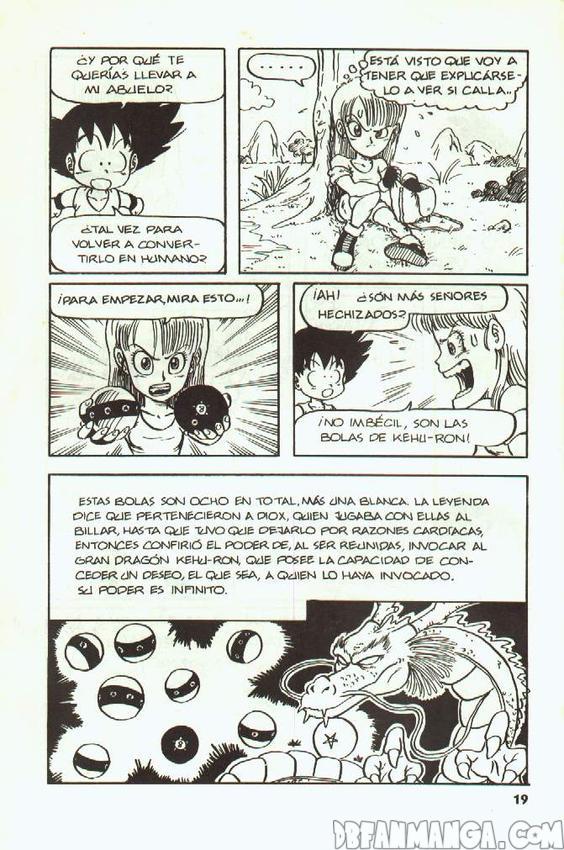 ¿Y POR QUÉ TE
QUERÍAS LLEVAR A
MI ABUELO?
¿TAL VEZ PARA
VOLVER A CONVER-
TIRLO EN HUMANO?
.....
ESTÁ VISTO QUE VOY A
TENER QUE EXPLICÁRSE-
LO A VER SI CALLA..
¡PARA EMPEZAR, MIRA ESTO...!
¡AH! ¿SON MÁS SEÑORES
HECHIZADOS?
¡NO IMBÉCIL, SON LAS
BOLAS DE KEHU-RON!
ESTAS BOLAS SON OCHO EN TOTAL, MÁS UNA BLANCA. LA LEYENDA
DICE QUE PERTENECIERON A DIOX, QUIEN JUGABA CON ELLAS AL
BILLAR, HASTA QUE TUVO QUE DEJARLO POR RAZONES CARDÍACAS,
ENTONCES CONFIRIÓ EL PODER DE, AL SER REUNIDAS, INVOCAR AL
GRAN DRAGÓN KEHU-RON, QUE POSEE LA CAPACIDAD DE CON-
CEDER UN DESEO, EL QUE SEA, A QUIEN LO HAYA INVOCADO.
SU PODER ES INFINITO.
19
DBFANMANGA.COM